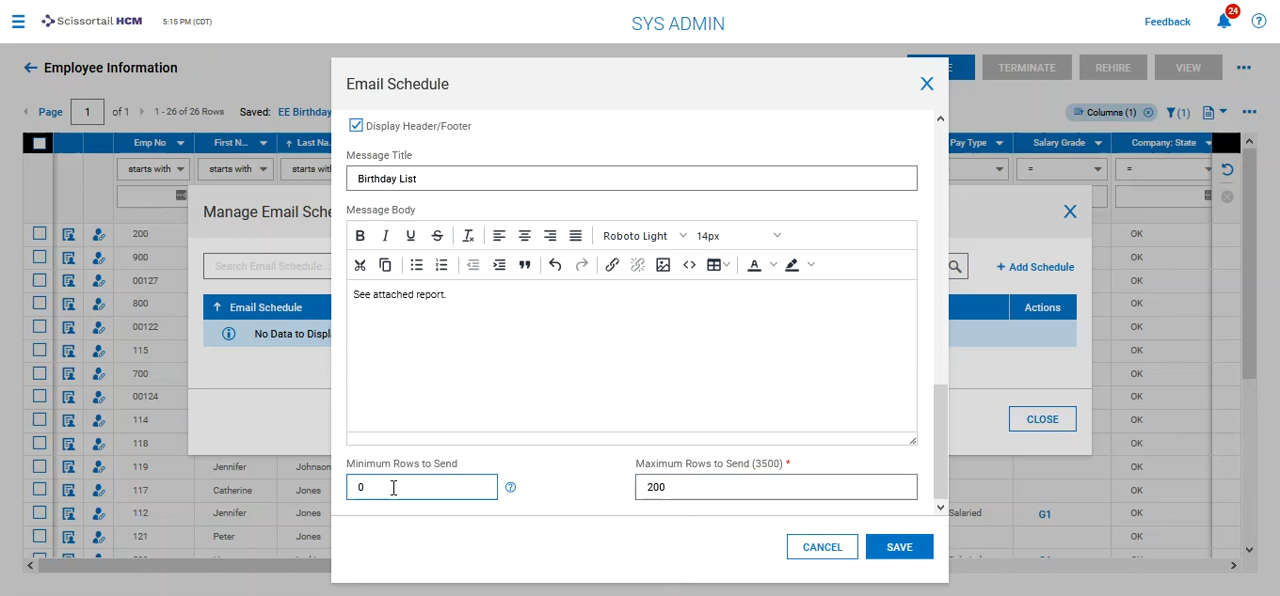 Scissortail HCM 5:15 PM (CDT) SYS ADMIN Feedback 24
Employee Information TERMINATE REHIRE VIEW
Page 1 of 1 1 - 26 of 26 Rows Saved: EE Birthday Columns (1) (1)
Emp No First N... Last Na. Pay Type Salary Grade Company: State
starts with starts with starts with = =
200 OK
900 OK
00127 OK
800 OK
00122 OK
115 OK
700 OK
00124 OK
114 OK
118 OK
119 Jennifer Johnson OK
117 Catherine Jones OK
112 Jennifer Jones Salaried G1 OK
121 Peter Jones OK
Manage Email Sche
Search Email Schedule...
+ Add Schedule
Email Schedule Actions
No Data to Displ
CLOSE
Email Schedule
Display Header/Footer
Message Title
Birthday List
Message Body
B I U S Roboto Light 14px
See attached report.
Minimum Rows to Send Maximum Rows to Send (3500) *
0 200
CANCEL SAVE